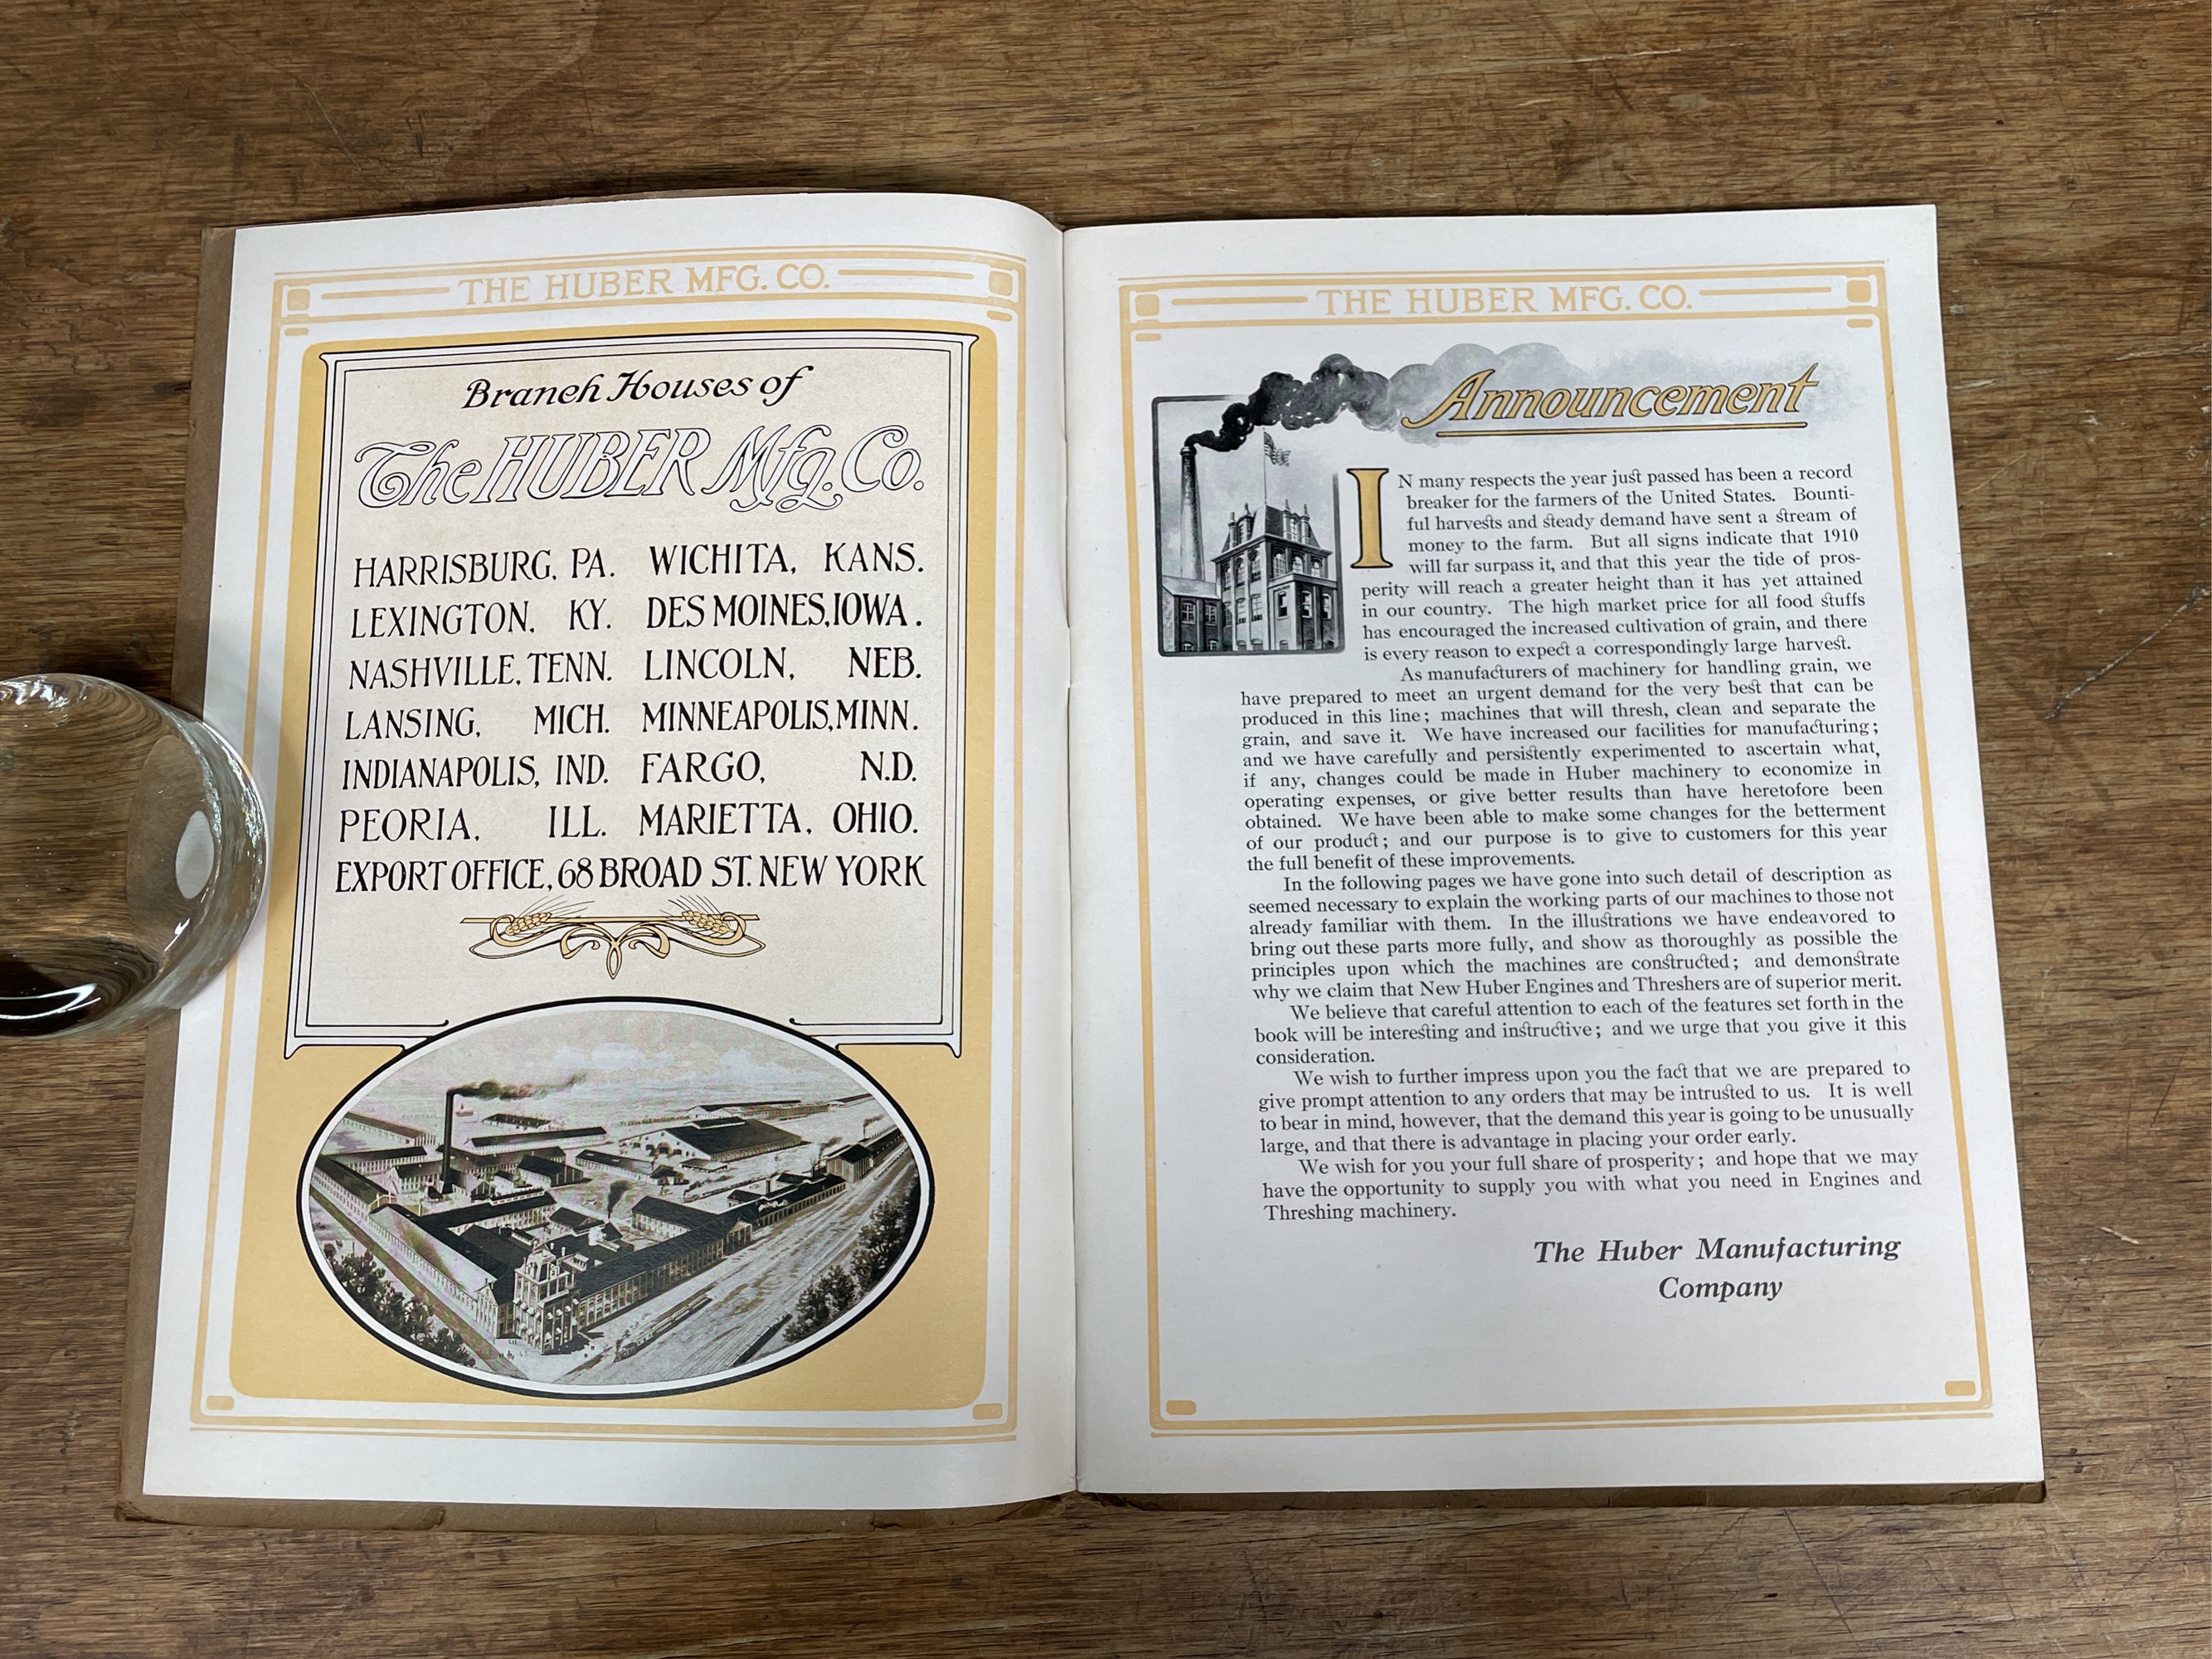 THE HUBER MFG. CO.
Branch Houses of
The HUBER Mfg. Co.
HARRISBURG, PA. WICHITA, KANS.
LEXINGTON, KY. DES MOINES, IOWA.
NASHVILLE, TENN. LINCOLN, NEB.
LANSING, MICH. MINNEAPOLIS, MINN.
INDIANAPOLIS, IND. FARGO, N.D.
PEORIA, ILL. MARIETTA, OHIO.
EXPORT OFFICE, 68 BROAD ST. NEW YORK
THE HUBER MFG. CO.
Announcement
IN many respects the year just passed has been a record
breaker for the farmers of the United States. Bounti-
ful harvests and steady demand have sent a stream of
money to the farm. But all signs indicate that 1910
will far surpass it, and that this year the tide of pros-
perity will reach a greater height than it has yet attained
in our country. The high market price for all food stuffs
has encouraged the increased cultivation of grain, and there
is every reason to expect a correspondingly large harvest.
As manufacturers of machinery for handling grain, we
have prepared to meet an urgent demand for the very best that can be
produced in this line; machines that will thresh, clean and separate the
grain, and save it. We have increased our facilities for manufacturing;
and we have carefully and persistently experimented to ascertain what,
if any, changes could be made in Huber machinery to economize in
operating expenses, or give better results than have heretofore been
obtained. We have been able to make some changes for the betterment
of our product; and our purpose is to give to customers for this year
the full benefit of these improvements.
In the following pages we have gone into such detail of description as
seemed necessary to explain the working parts of our machines to those not
already familiar with them. In the illustrations we have endeavored to
bring out these parts more fully, and show as thoroughly as possible the
principles upon which the machines are constructed; and demonstrate
why we claim that New Huber Engines and Threshers are of superior merit.
We believe that careful attention to each of the features set forth in the
book will be interesting and instructive; and we urge that you give it this
consideration.
We wish to further impress upon you the fact that we are prepared to
give prompt attention to any orders that may be intrusted to us. It is well
to bear in mind, however, that the demand this year is going to be unusually
large, and that there is advantage in placing your order early.
We wish for you your full share of prosperity; and hope that we may
have the opportunity to supply you with what you need in Engines and
Threshing machinery.
The Huber Manufacturing
Company